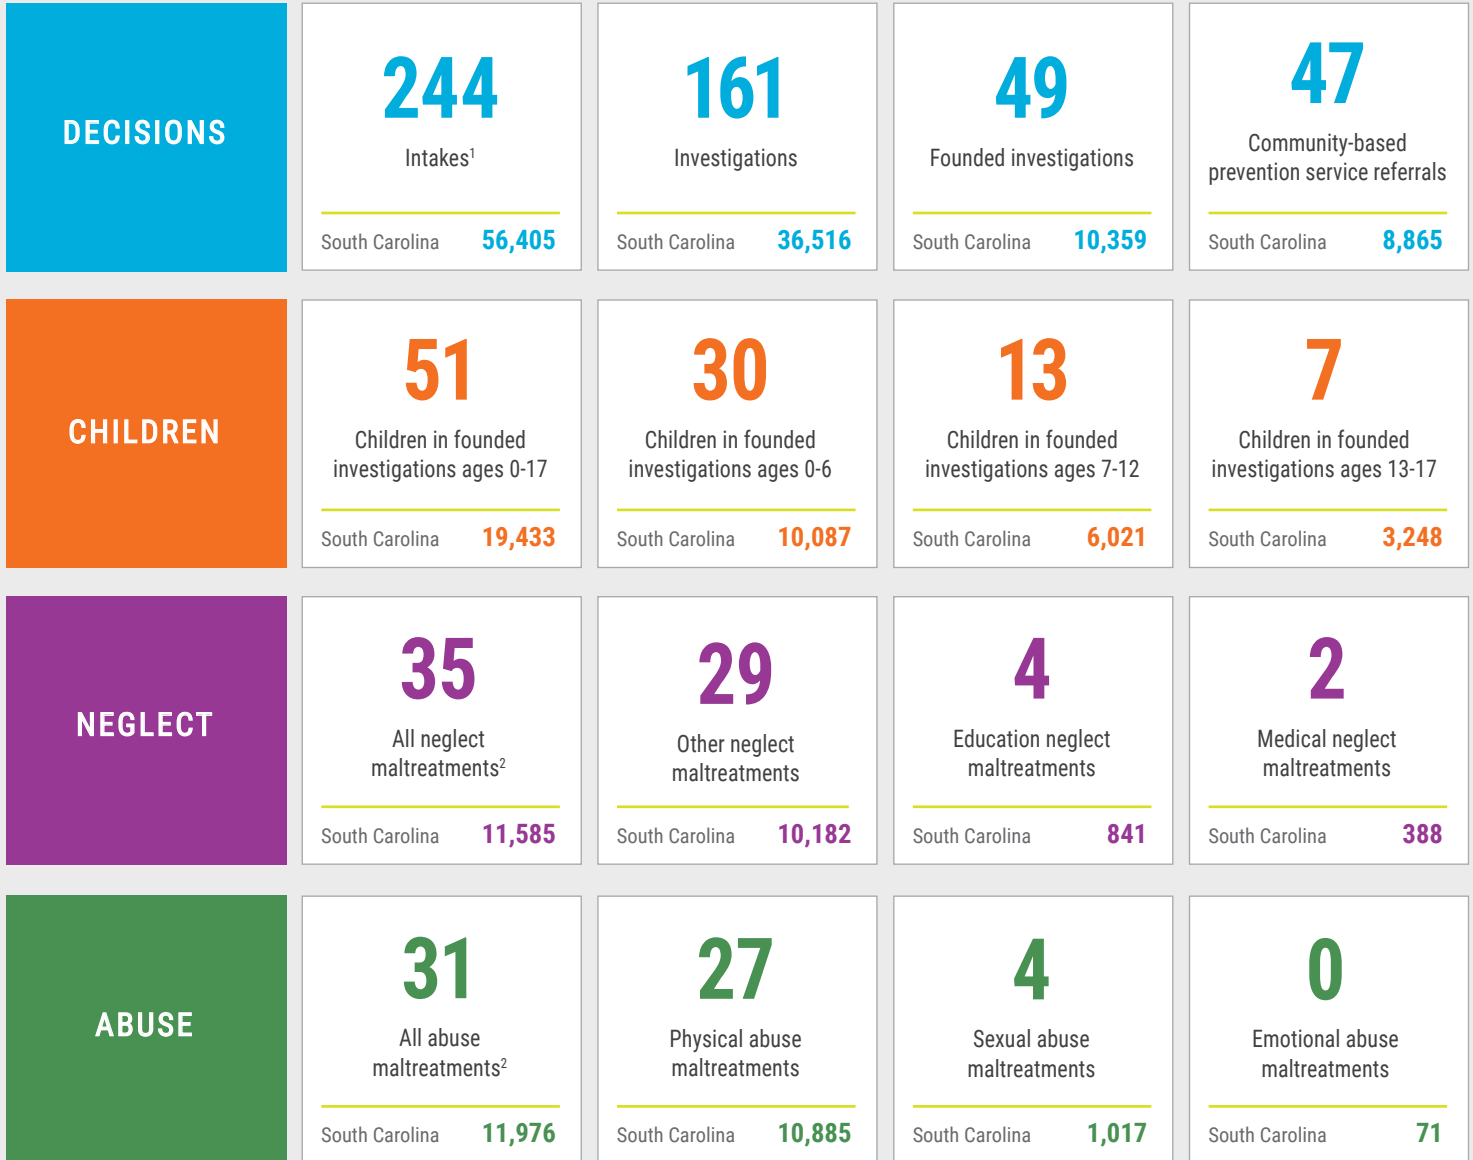 DECISIONS
244
Intakes¹
South Carolina 56,405
161
Investigations
South Carolina 36,516
49
Founded investigations
South Carolina 10,359
47
Community-based
prevention service referrals
South Carolina 8,865
CHILDREN
51
Children in founded
investigations ages 0-17
South Carolina 19,433
30
Children in founded
investigations ages 0-6
South Carolina 10,087
13
Children in founded
investigations ages 7-12
South Carolina 6,021
7
Children in founded
investigations ages 13-17
South Carolina 3,248
NEGLECT
35
All neglect
maltreatments²
South Carolina 11,585
29
Other neglect
maltreatments
South Carolina 10,182
4
Education neglect
maltreatments
South Carolina 841
2
Medical neglect
maltreatments
South Carolina 388
ABUSE
31
All abuse
maltreatments²
South Carolina 11,976
27
Physical abuse
maltreatments
South Carolina 10,885
4
Sexual abuse
maltreatments
South Carolina 1,017
0
Emotional abuse
maltreatments
South Carolina 71